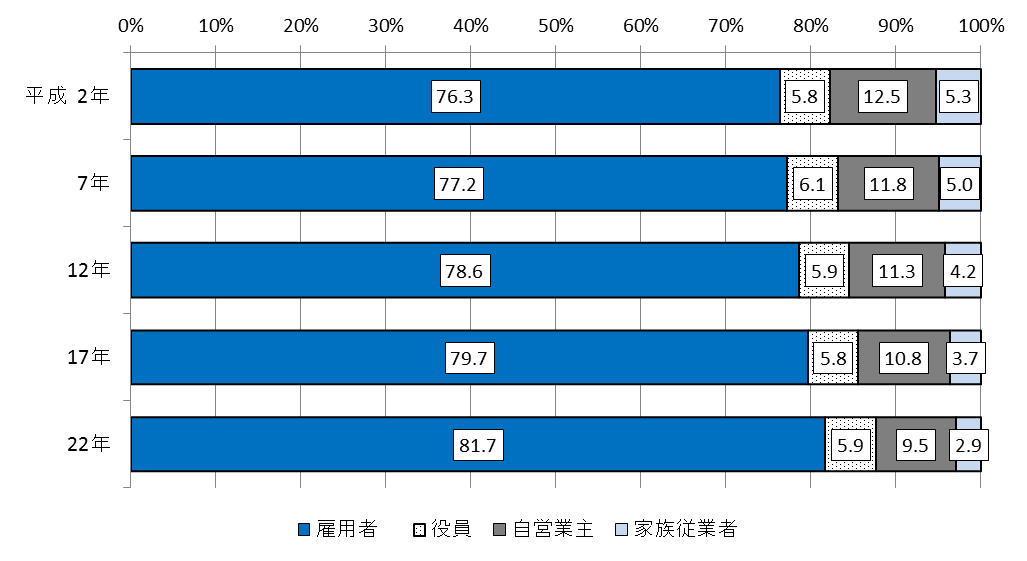 0% 10% 20% 30% 40% 50% 60% 70% 80% 90% 100%
平成 2年 76.3 5.8 12.5 5.3
7年 77.2 6.1 11.8 5.0
12年 78.6 5.9 11.3 4.2
17年 79.7 5.8 10.8 3.7
22年 81.7 5.9 9.5 2.9
雇用者 役員 自営業主 家族従業者